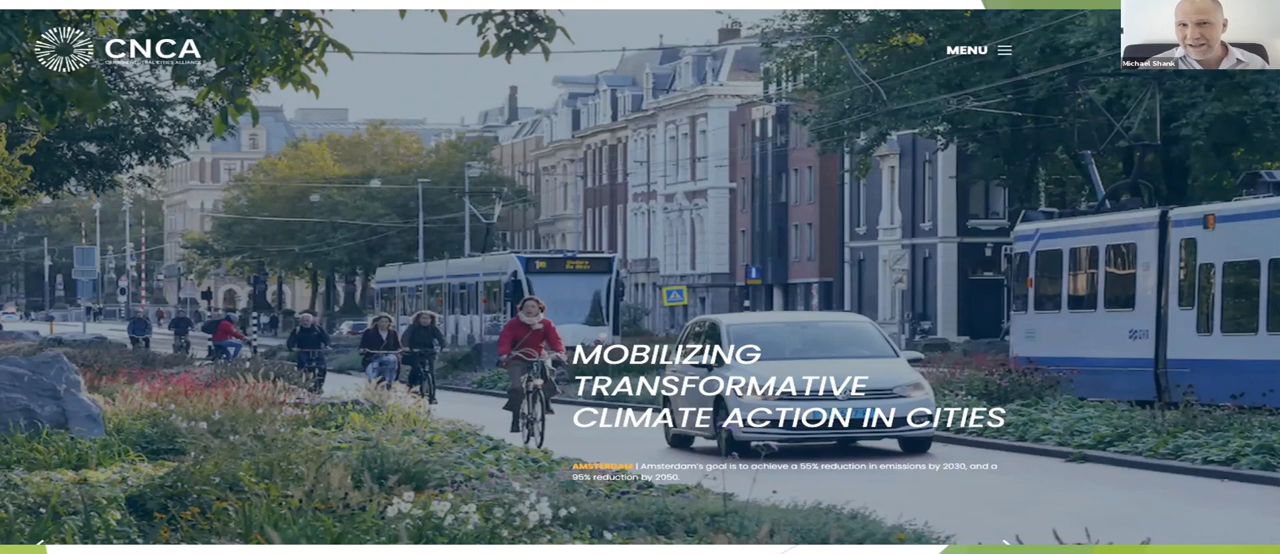 CNCA
MENU
Michael Shank
MOBILIZING
TRANSFORMATIVE
CLIMATE ACTION IN CITIES
AMSTERDAM | Amsterdam's goal is to achieve a 55% reduction in emissions by 2030, and a
95% reduction by 2050.